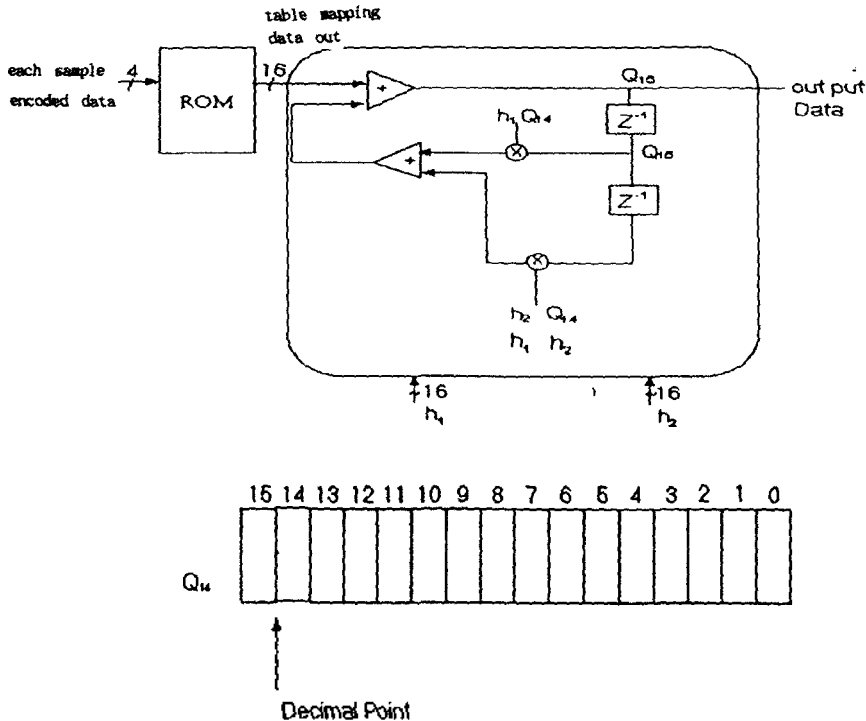 table mapping
data out
each sample
encoded data
4
ROM
16
+
Q₁₅
Z⁻¹
out put
Data
h₁ Q₁₄
×
Q₁₅
+
Z⁻¹
×
h₂ Q₁₄
h₁ h₂
16
h₁
16
h₂
15 14 13 12 11 10 9 8 7 6 5 4 3 2 1 0
Decimal Point